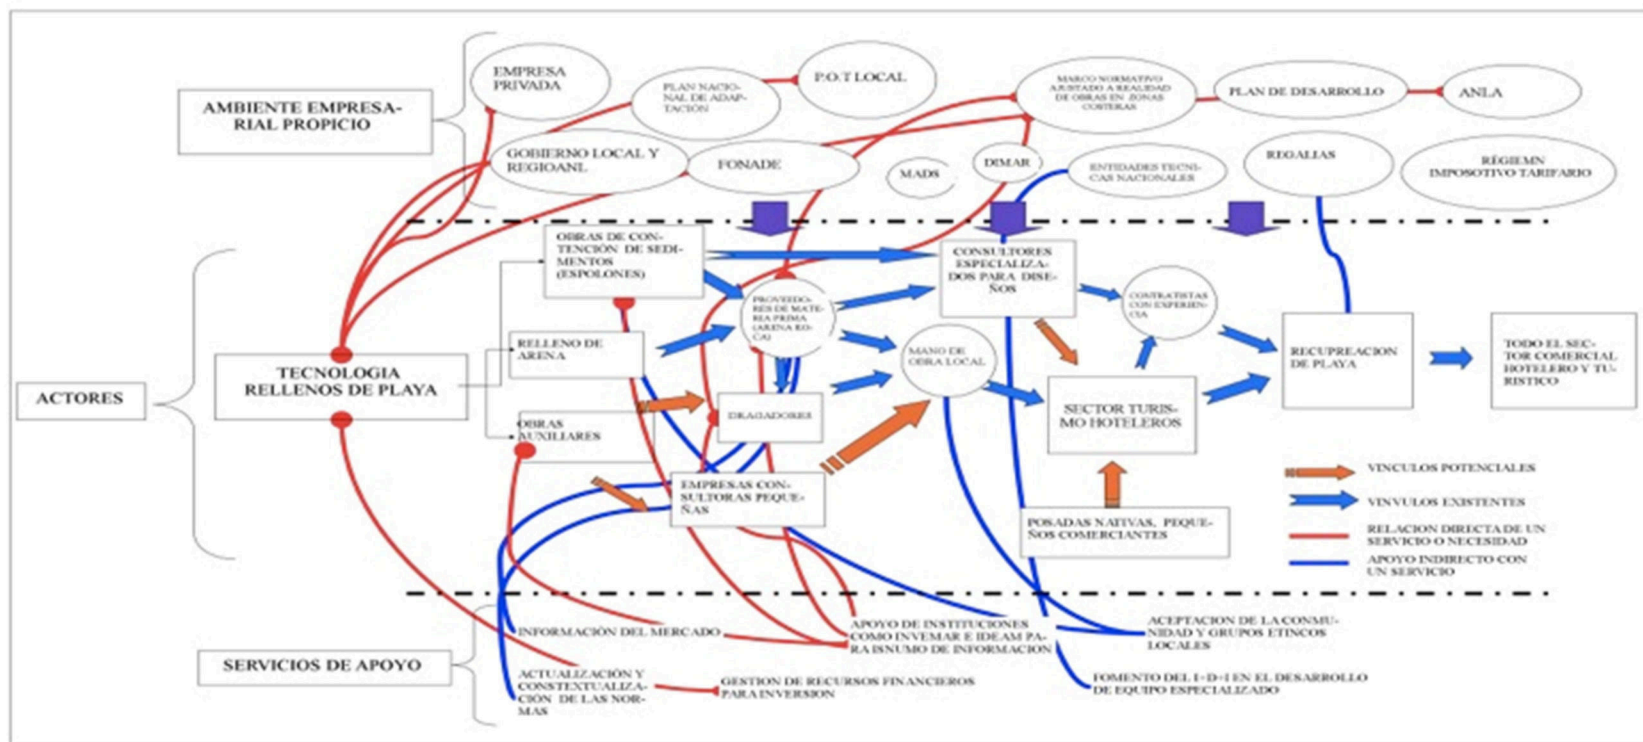 EMPRESA
PRIVADA
PLAN NACIO-
NAL DE ADAP-
TACIÓN
P.O.T LOCAL
MARCO NORMATIVO
AJUSTADO A REALIDAD
DE OBRAS EN ZONAS
COSTERAS
PLAN DE DESARROLLO
ANLA
AMBIENTE EMPRESA-
RIAL PROPICIO
GOBIERNO LOCAL Y
REGIOANL
FONADE
MADS
DIMAR
ENTIDADES TECNI-
CAS NACIONALES
REGALIAS
RÉGIEMN
IMPOSOTIVO TARIFARIO
OBRAS DE CON-
TENCIÓN DE SEDI-
MENTOS
(ESPOLONES)
CONSULTORES
ESPECIALIZA-
DOS PARA DISE-
ÑOS
PROVEEDO-
RES DE MATE-
RIA PRIMA
(ARENA RO-
CA)
CONTRATISTAS
CON EXPERIEN-
CIA
RELLENO DE
ARENA
MANO DE
OBRA LOCAL
RECUPREACION
DE PLAYA
TODO EL SEC-
TOR COMERCIAL
HOTELERO Y TU-
RISTICO
TECNOLOGIA
RELLENOS DE PLAYA
ACTORES
OBRAS
AUXILIARES
DRAGADORES
SECTOR TURIS-
MO HOTELEROS
EMPRESAS CON-
SULTORAS PEQUE-
ÑAS
POSADAS NATIVAS, PEQUE-
ÑOS COMERCIANTES
VINCULOS POTENCIALES
VINVULOS EXISTENTES
RELACION DIRECTA DE UN
SERVICIO O NECESIDAD
APOYO INDIRECTO CON
UN SERVICIO
SERVICIOS DE APOYO
INFORMACIÓN DEL MERCADO
APOYO DE INSTITUCIONES
COMO INVEMAR E IDEAM PA-
RA ISNUMO DE INFORMACION
ACEPTACION DE LA CONMU-
NIDAD Y GRUPOS ETINCOS
LOCALES
ACTUALIZACIÓN Y
CONSTEXTUALIZA-
CIÓN DE LAS NOR-
MAS
GESTION DE RECURSOS FINANCIEROS
PARA INVERSION
FOMENTO DEL I+D+I EN EL DESARROLLO
DE EQUIPO ESPECIALIZADO